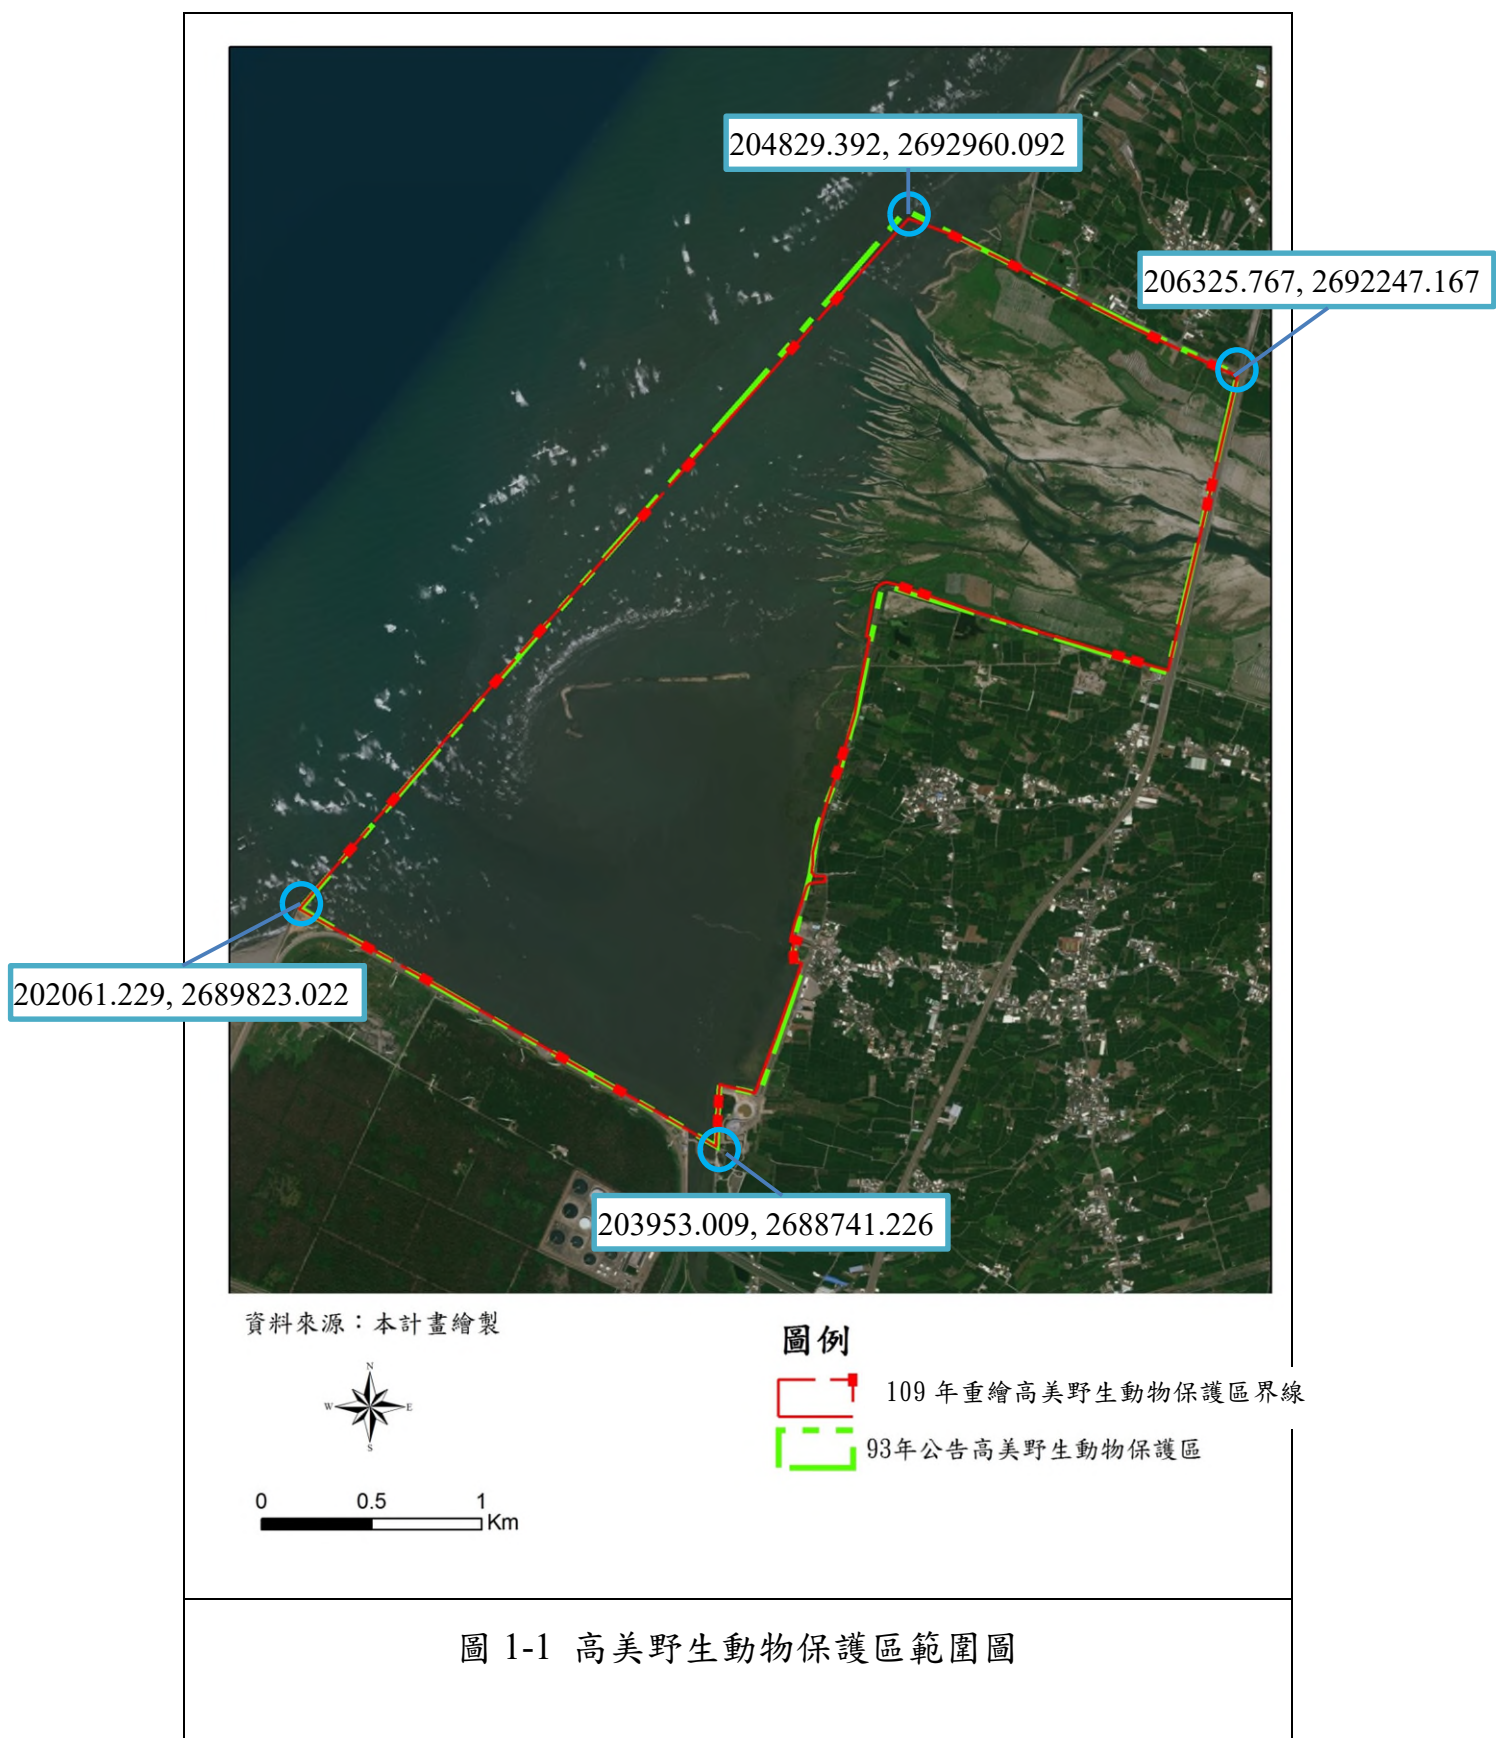 204829.392, 2692960.092
206325.767, 2692247.167
202061.229, 2689823.022
203953.009, 2688741.226
資料來源：本計畫繪製
圖例
N
W
E
S
109 年重繪高美野生動物保護區界線
93年公告高美野生動物保護區
0 0.5 1
Km
圖 1-1 高美野生動物保護區範圍圖